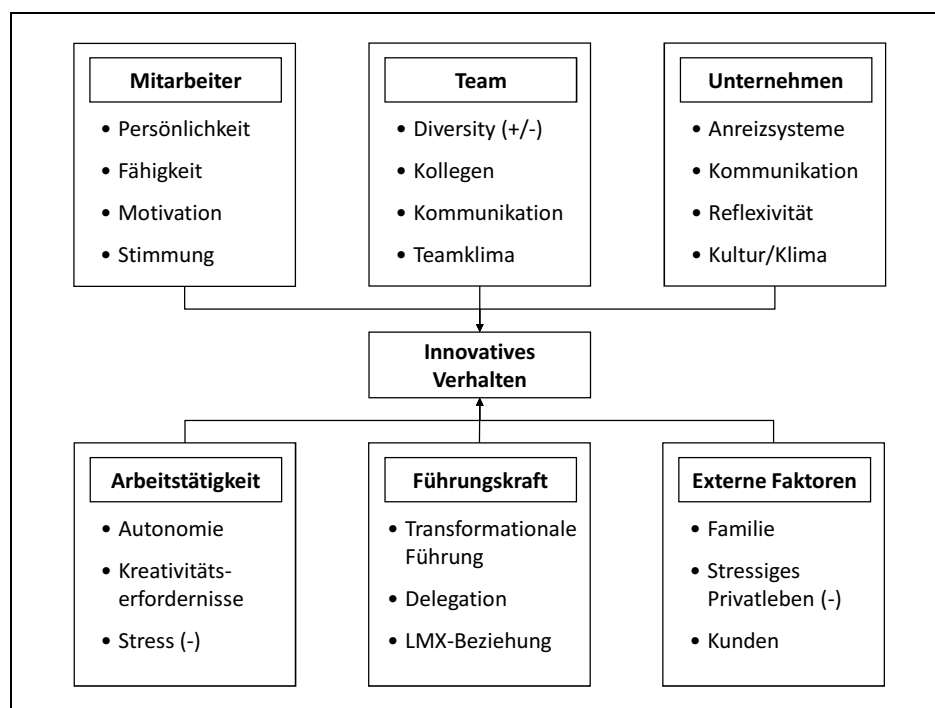 Mitarbeiter
• Persönlichkeit
• Fähigkeit
• Motivation
• Stimmung
Team
• Diversity (+/-)
• Kollegen
• Kommunikation
• Teamklima
Unternehmen
• Anreizsysteme
• Kommunikation
• Reflexivität
• Kultur/Klima
Innovatives
Verhalten
Arbeitstätigkeit
• Autonomie
• Kreativitäts-
erfordernisse
• Stress (-)
Führungskraft
• Transformationale
Führung
• Delegation
• LMX-Beziehung
Externe Faktoren
• Familie
• Stressiges
Privatleben (-)
• Kunden